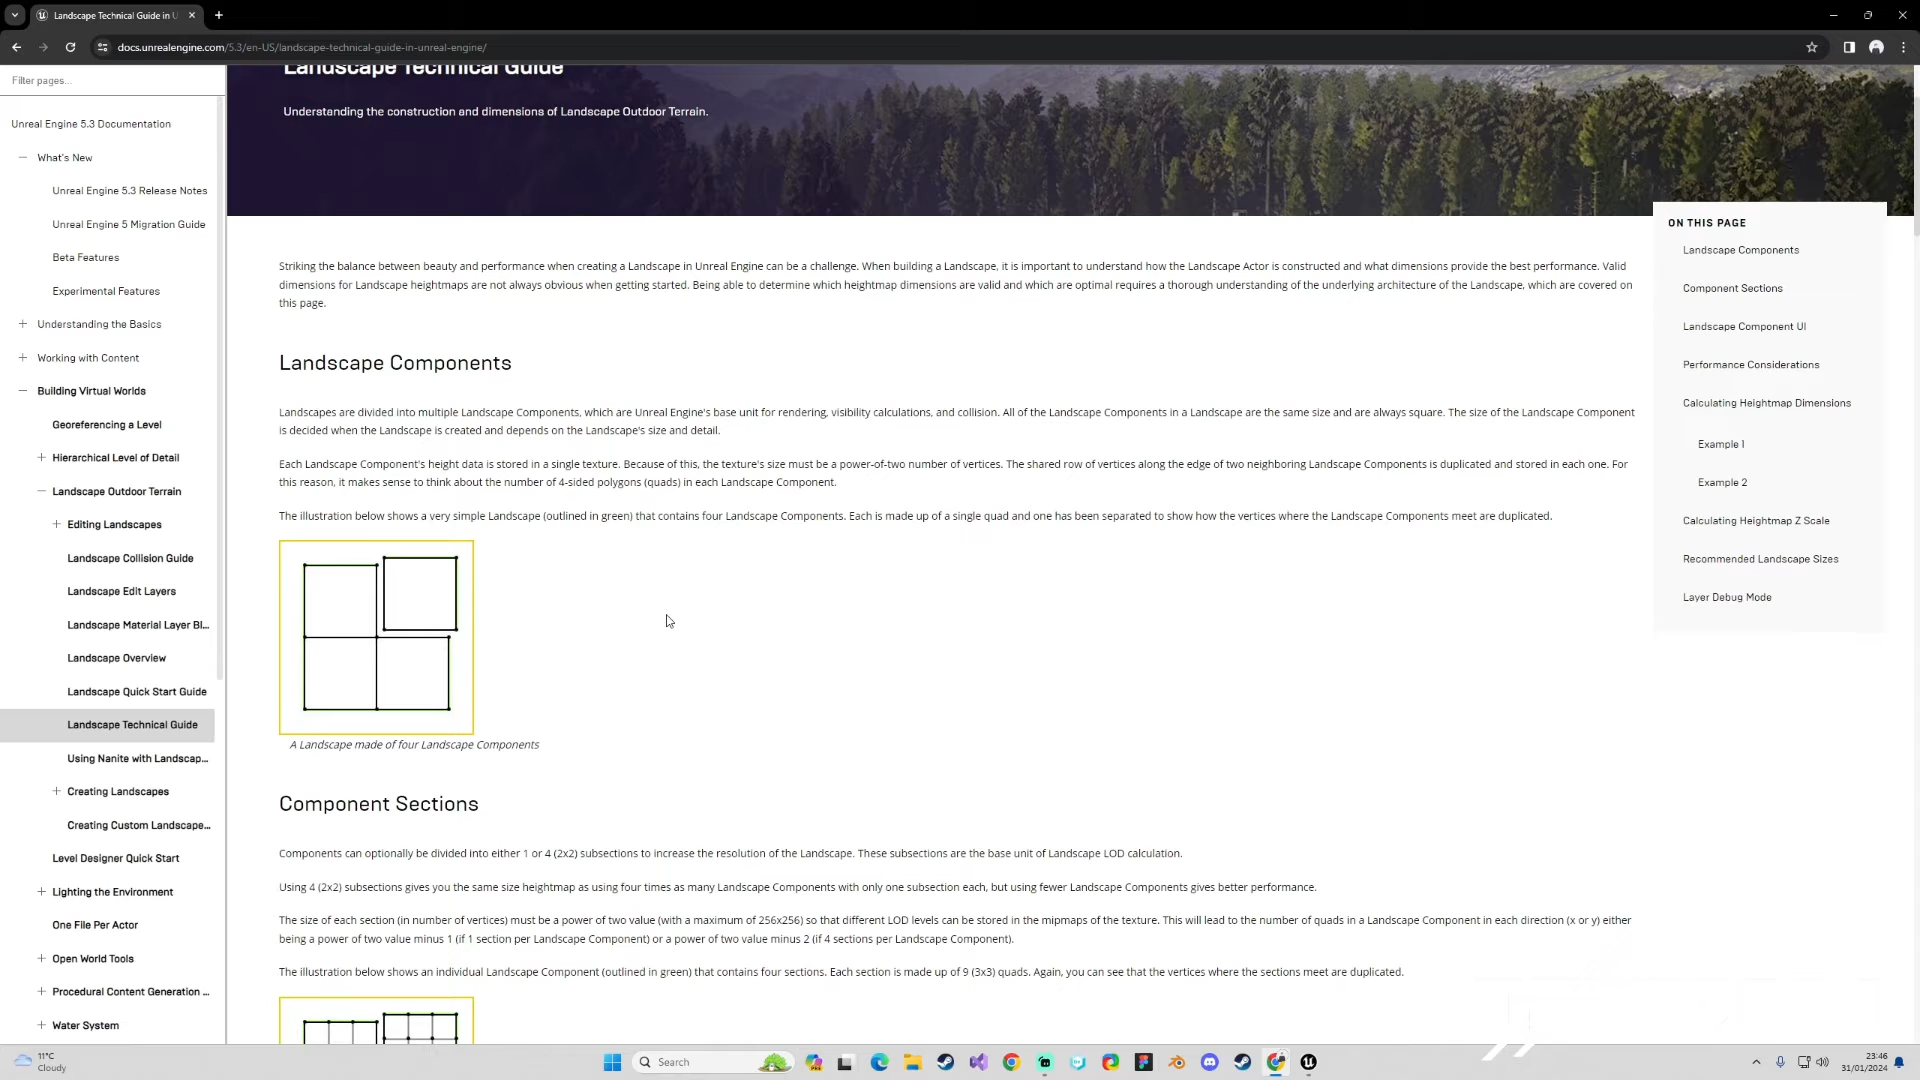 Landscape Technical Guide in U
docs.unrealengine.com/5.3/en-US/landscape-technical-guide-in-unreal-engine/
Filter pages...
Unreal Engine 5.3 Documentation
What's New
Unreal Engine 5.3 Release Notes
Unreal Engine 5 Migration Guide
Beta Features
Experimental Features
Understanding the Basics
Working with Content
Building Virtual Worlds
Georeferencing a Level
Hierarchical Level of Detail
Landscape Outdoor Terrain
Editing Landscapes
Landscape Collision Guide
Landscape Edit Layers
Landscape Material Layer Bl...
Landscape Overview
Landscape Quick Start Guide
Landscape Technical Guide
Using Nanite with Landscap...
Creating Landscapes
Creating Custom Landscape...
Level Designer Quick Start
Lighting the Environment
One File Per Actor
Open World Tools
Procedural Content Generation ...
Water System
Landscape Technical Guide
Understanding the construction and dimensions of Landscape Outdoor Terrain.
Striking the balance between beauty and performance when creating a Landscape in Unreal Engine can be a challenge. When building a Landscape, it is important to understand how the Landscape Actor is constructed and what dimensions provide the best performance. Valid
dimensions for Landscape heightmaps are not always obvious when getting started. Being able to determine which heightmap dimensions are valid and which are optimal requires a thorough understanding of the underlying architecture of the Landscape, which are covered on
this page.
Landscape Components
Landscapes are divided into multiple Landscape Components, which are Unreal Engine's base unit for rendering, visibility calculations, and collision. All of the Landscape Components in a Landscape are the same size and are always square. The size of the Landscape Component
is decided when the Landscape is created and depends on the Landscape's size and detail.
Each Landscape Component's height data is stored in a single texture. Because of this, the texture's size must be a power-of-two number of vertices. The shared row of vertices along the edge of two neighboring Landscape Components is duplicated and stored in each one. For
this reason, it makes sense to think about the number of 4-sided polygons (quads) in each Landscape Component.
The illustration below shows a very simple Landscape (outlined in green) that contains four Landscape Components. Each is made up of a single quad and one has been separated to show how the vertices where the Landscape Components meet are duplicated.
A Landscape made of four Landscape Components
Component Sections
Components can optionally be divided into either 1 or 4 (2x2) subsections to increase the resolution of the Landscape. These subsections are the base unit of Landscape LOD calculation.
Using 4 (2x2) subsections gives you the same size heightmap as using four times as many Landscape Components with only one subsection each, but using fewer Landscape Components gives better performance.
The size of each section (in number of vertices) must be a power of two value (with a maximum of 256x256) so that different LOD levels can be stored in the mipmaps of the texture. This will lead to the number of quads in a Landscape Component in each direction (x or y) either
being a power of two value minus 1 (if 1 section per Landscape Component) or a power of two value minus 2 (if 4 sections per Landscape Component).
The illustration below shows an individual Landscape Component (outlined in green) that contains four sections. Each section is made up of 9 (3x3) quads. Again, you can see that the vertices where the sections meet are duplicated.
ON THIS PAGE
Landscape Components
Component Sections
Landscape Component UI
Performance Considerations
Calculating Heightmap Dimensions
Example 1
Example 2
Calculating Heightmap Z Scale
Recommended Landscape Sizes
Layer Debug Mode
11°C
Cloudy
Search
23:46
31/01/2024